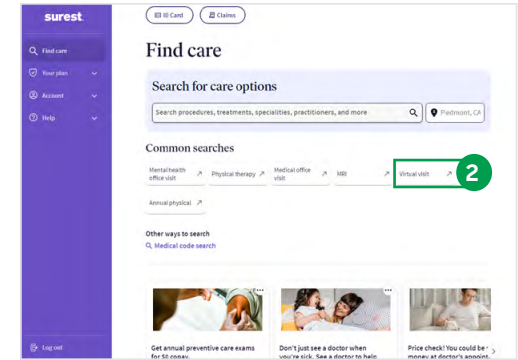 surest
ID Card
Claims
Find care
Your plan
Account
Help
Log out
Find care
Search for care options
Search procedures, treatments, specialities, practitioners, and more
Piedmont, CA
Common searches
Mental health office visit
Physical therapy
Medical office visit
MRI
Virtual visit
2
Annual physical
Other ways to search
Medical code search
Get annual preventive care exams
for $0 copay.
Don't just see a doctor when
you're sick. See a doctor to help
Price check! You could be
money at doctor's